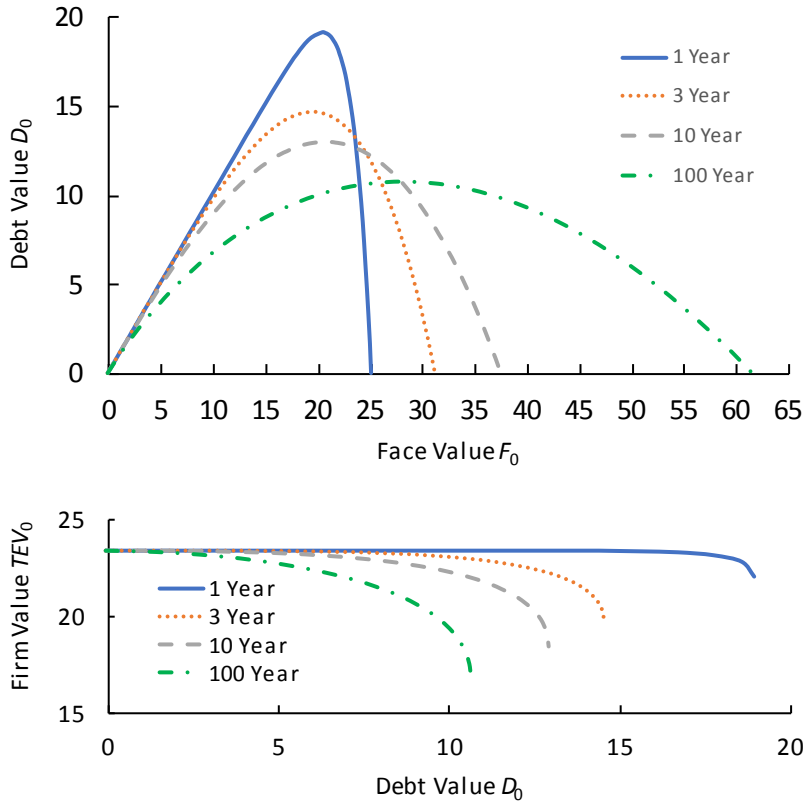 20
15
10
5
0
Debt Value D₀
1 Year
3 Year
10 Year
100 Year
0 5 10 15 20 25 30 35 40 45 50 55 60 65
Face Value F₀
25
20
15
Firm Value TEV₀
1 Year
3 Year
10 Year
100 Year
0 5 10 15 20
Debt Value D₀